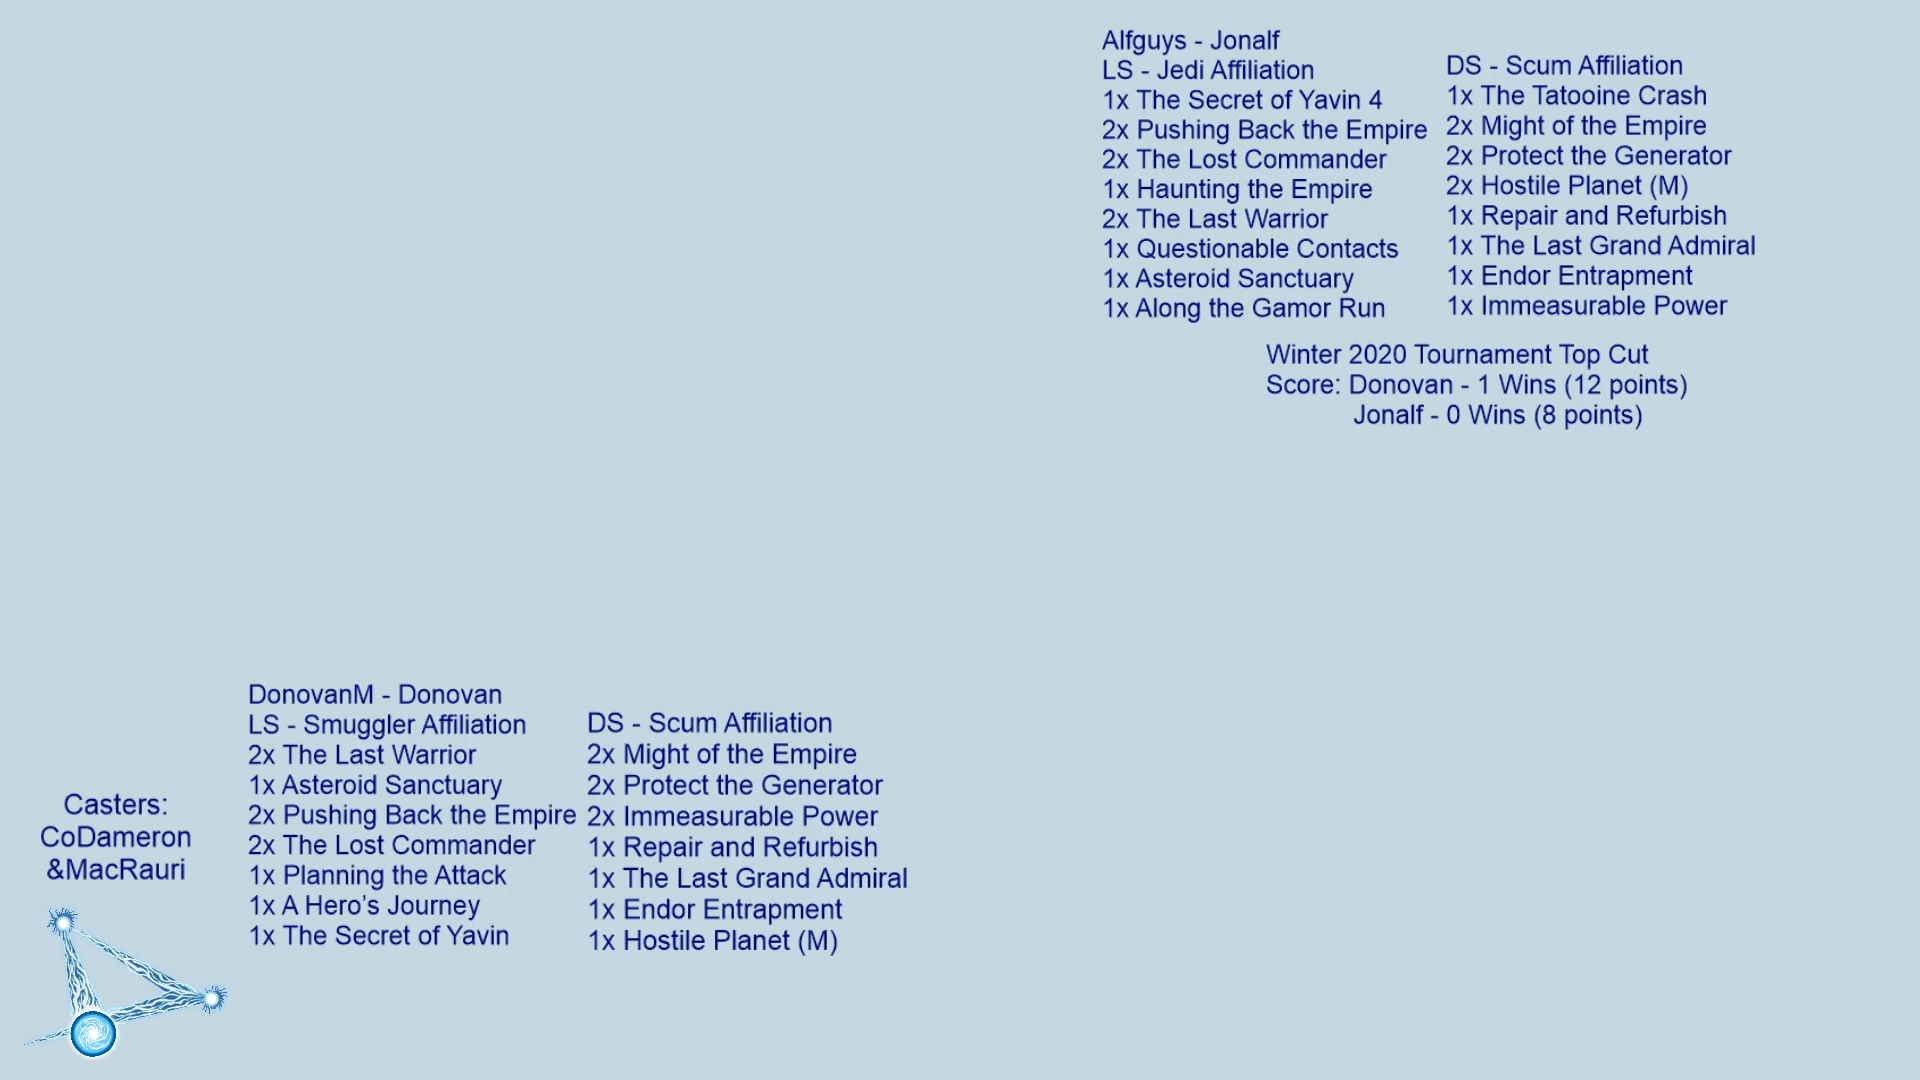 Alfguys - Jonalf
LS - Jedi Affiliation
1x The Secret of Yavin 4
2x Pushing Back the Empire
2x The Lost Commander
1x Haunting the Empire
2x The Last Warrior
1x Questionable Contacts
1x Asteroid Sanctuary
1x Along the Gamor Run
DS - Scum Affiliation
1x The Tatooine Crash
2x Might of the Empire
2x Protect the Generator
2x Hostile Planet (M)
1x Repair and Refurbish
1x The Last Grand Admiral
1x Endor Entrapment
1x Immeasurable Power
Winter 2020 Tournament Top Cut
Score: Donovan - 1 Wins (12 points)
Jonalf - 0 Wins (8 points)
Casters:
CoDameron
&MacRauri
DonovanM - Donovan
LS - Smuggler Affiliation
2x The Last Warrior
1x Asteroid Sanctuary
2x Pushing Back the Empire
2x The Lost Commander
1x Planning the Attack
1x A Hero’s Journey
1x The Secret of Yavin
DS - Scum Affiliation
2x Might of the Empire
2x Protect the Generator
2x Immeasurable Power
1x Repair and Refurbish
1x The Last Grand Admiral
1x Endor Entrapment
1x Hostile Planet (M)